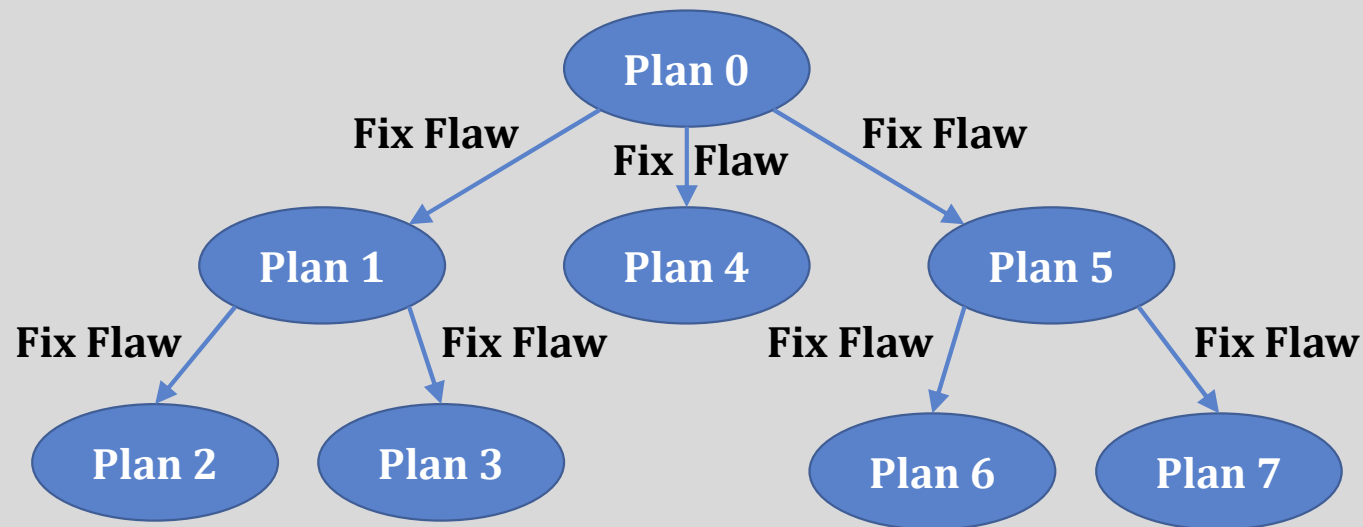 Plan 0
Fix Flaw
Fix Flaw
Fix Flaw
Plan 1
Plan 4
Plan 5
Fix Flaw
Fix Flaw
Fix Flaw
Fix Flaw
Plan 2
Plan 3
Plan 6
Plan 7